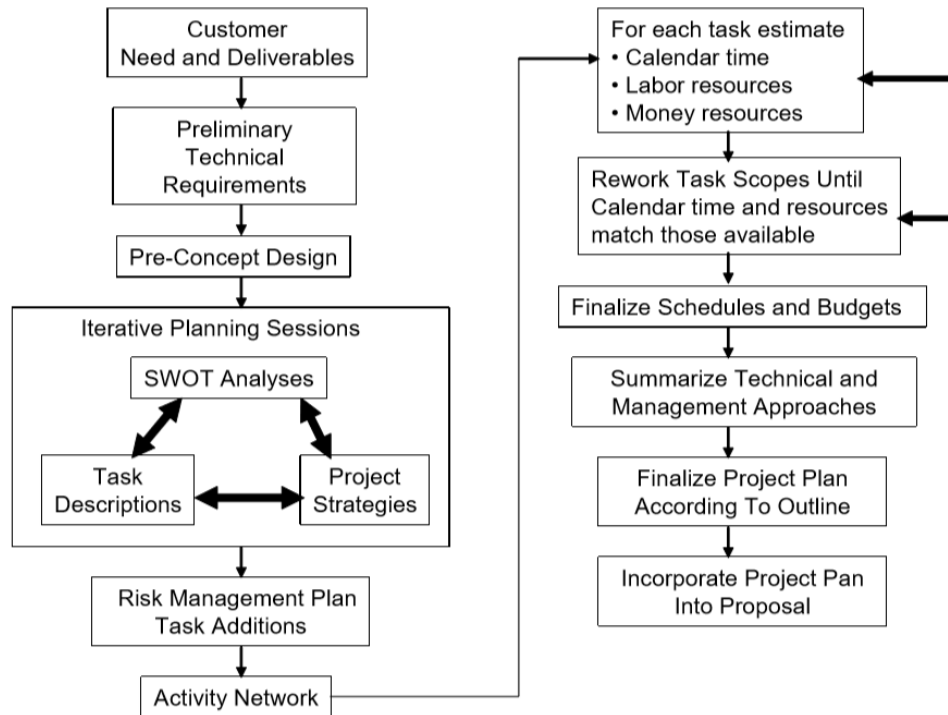 Customer
Need and Deliverables
Preliminary
Technical
Requirements
Pre-Concept Design
Iterative Planning Sessions
SWOT Analyses
Task
Descriptions
Project
Strategies
Risk Management Plan
Task Additions
Activity Network
For each task estimate
• Calendar time
• Labor resources
• Money resources
Rework Task Scopes Until
Calendar time and resources
match those available
Finalize Schedules and Budgets
Summarize Technical and
Management Approaches
Finalize Project Plan
According To Outline
Incorporate Project Pan
Into Proposal